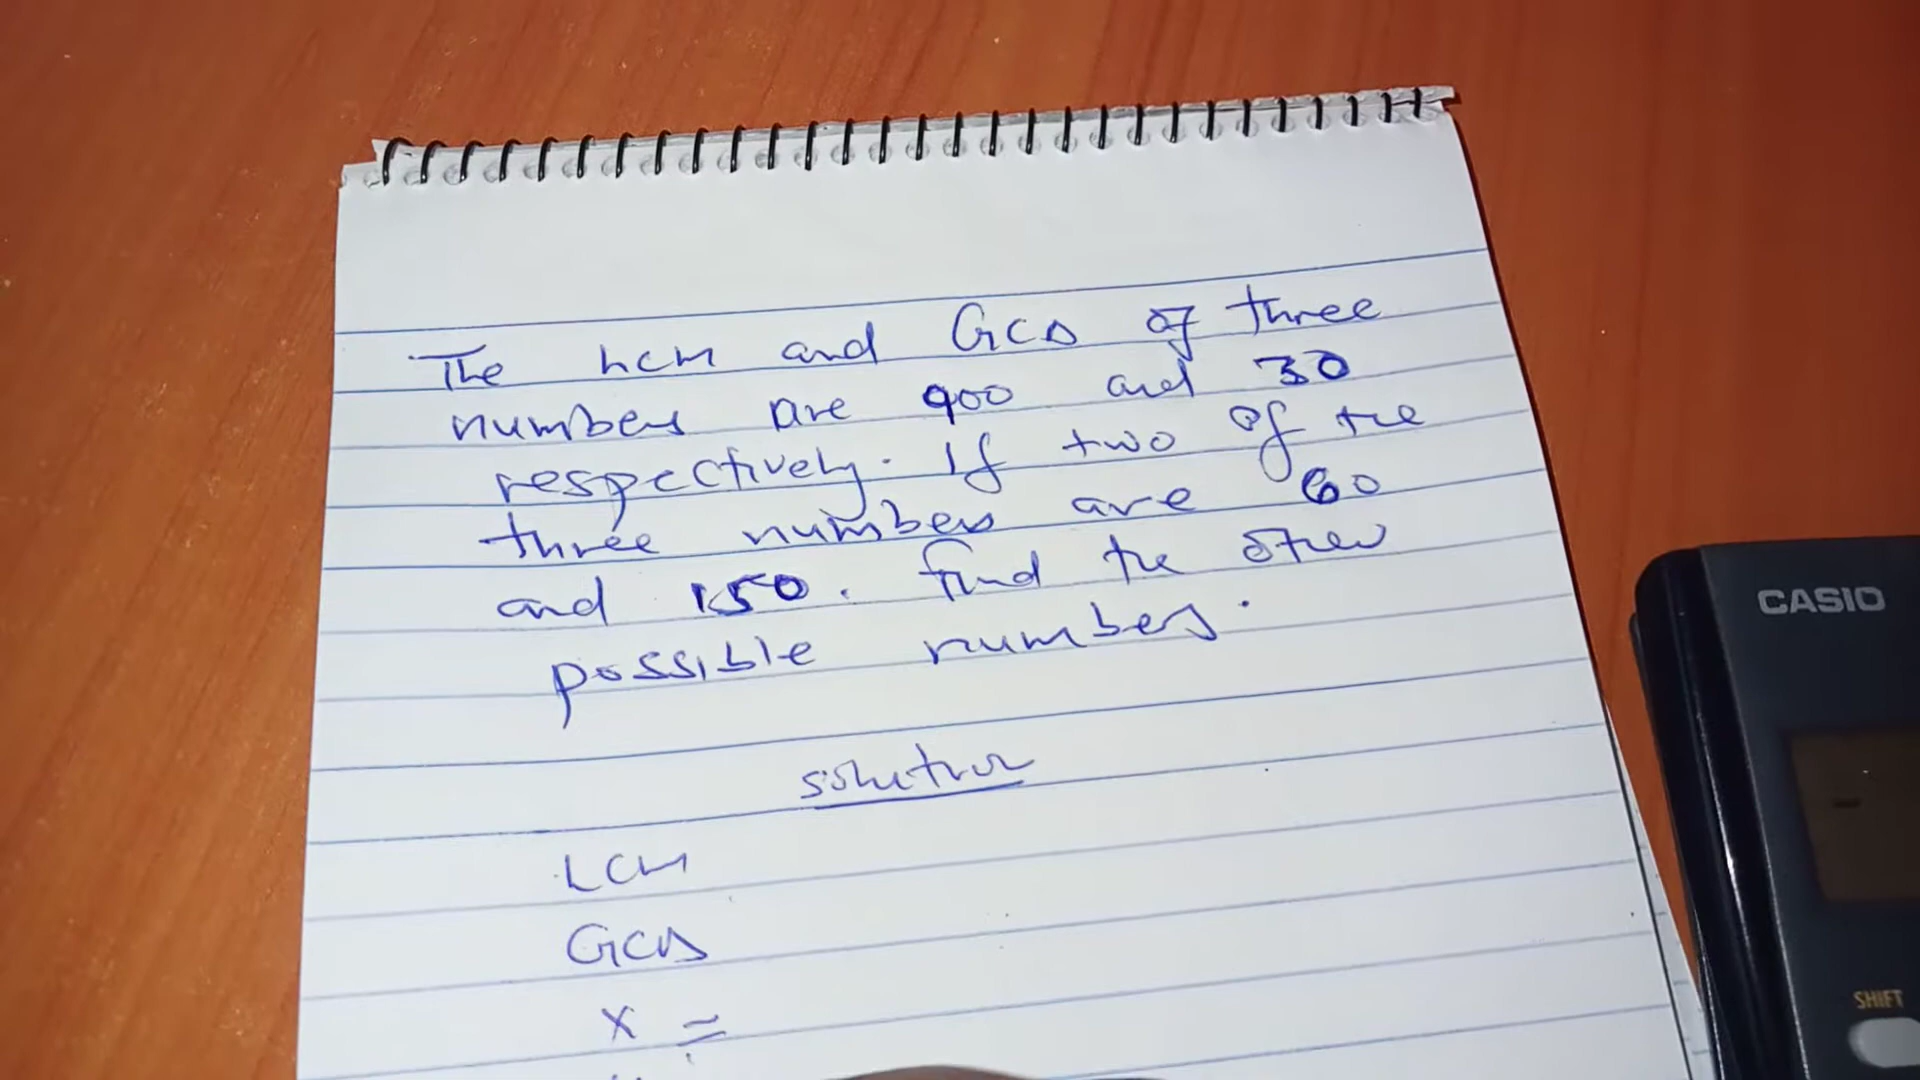 The LCM and GCD of three
numbers are 900 and 30
respectively. If two of the
three numbers are 60
and 150. find the other
possible numbers.
solution
LCM
GCD
x =
CASIO
SHIFT